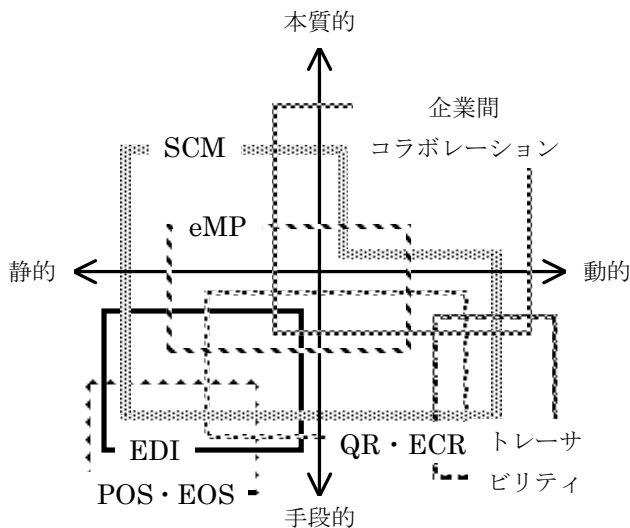 本質的
企業間
コラボレーション
SCM
eMP
静的
動的
QR・ECR
トレーサ
ビリティ
EDI
POS・EOS
手段的